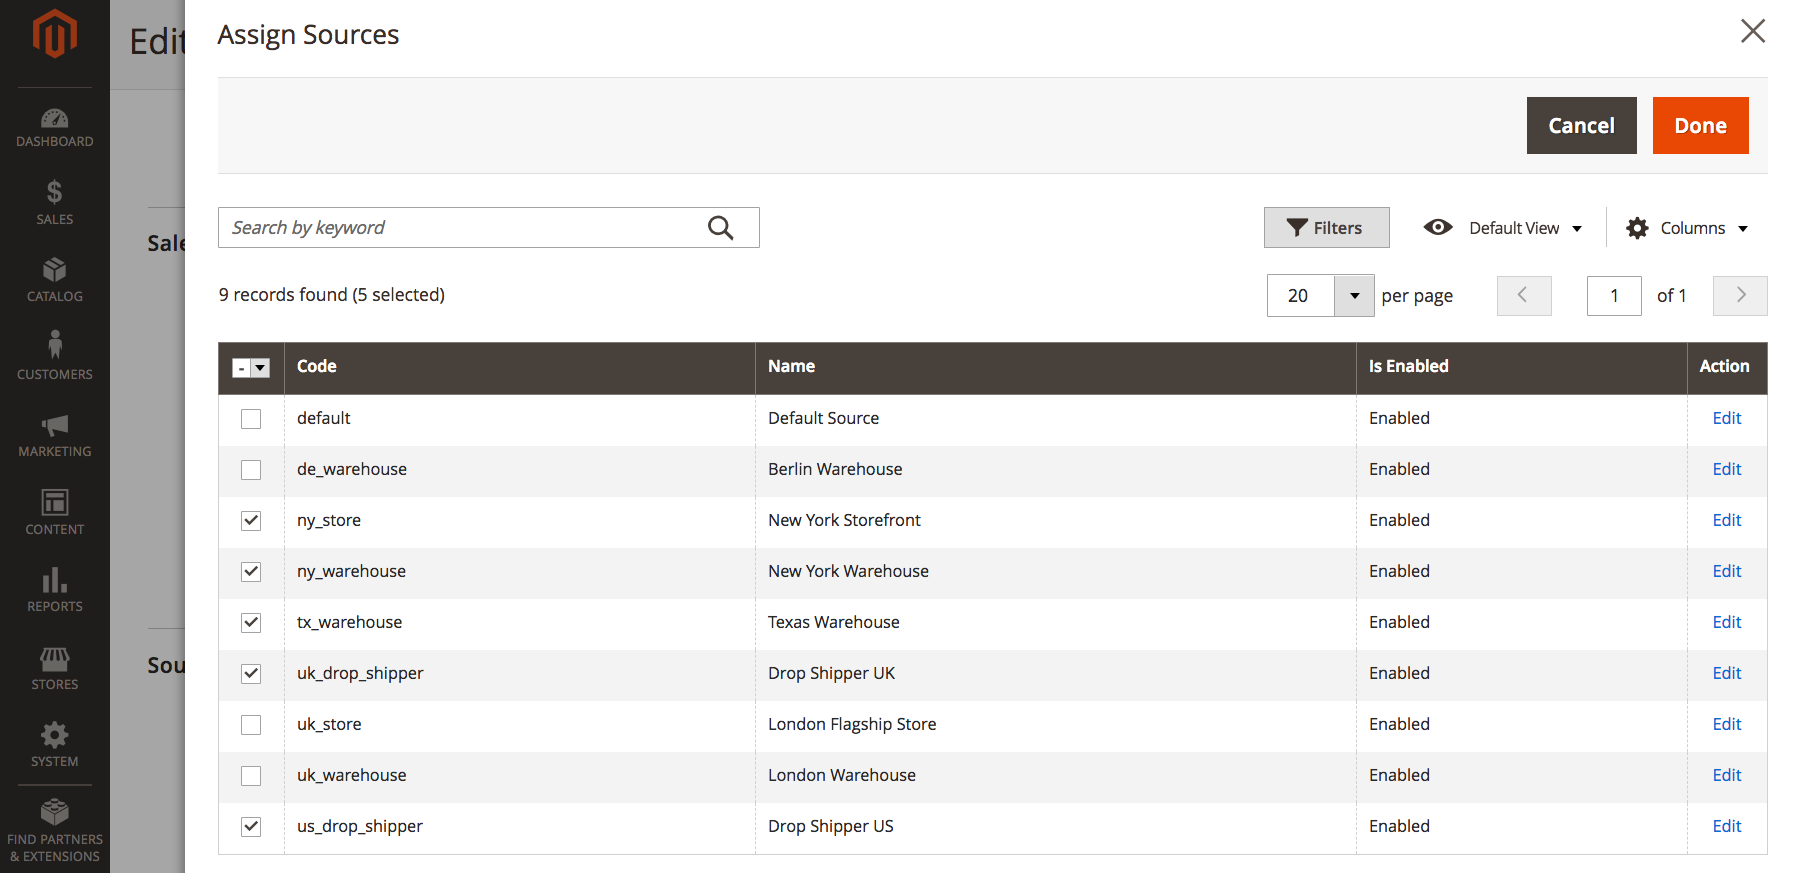 Edit
Assign Sources
Cancel
Done
DASHBOARD
SALES
CATALOG
CUSTOMERS
MARKETING
CONTENT
REPORTS
STORES
SYSTEM
FIND PARTNERS
& EXTENSIONS
Sale
Sou
Search by keyword
Filters
Default View
Columns
9 records found (5 selected)
20 per page
1 of 1
- Code Name Is Enabled Action
default Default Source Enabled Edit
de_warehouse Berlin Warehouse Enabled Edit
ny_store New York Storefront Enabled Edit
ny_warehouse New York Warehouse Enabled Edit
tx_warehouse Texas Warehouse Enabled Edit
uk_drop_shipper Drop Shipper UK Enabled Edit
uk_store London Flagship Store Enabled Edit
uk_warehouse London Warehouse Enabled Edit
us_drop_shipper Drop Shipper US Enabled Edit